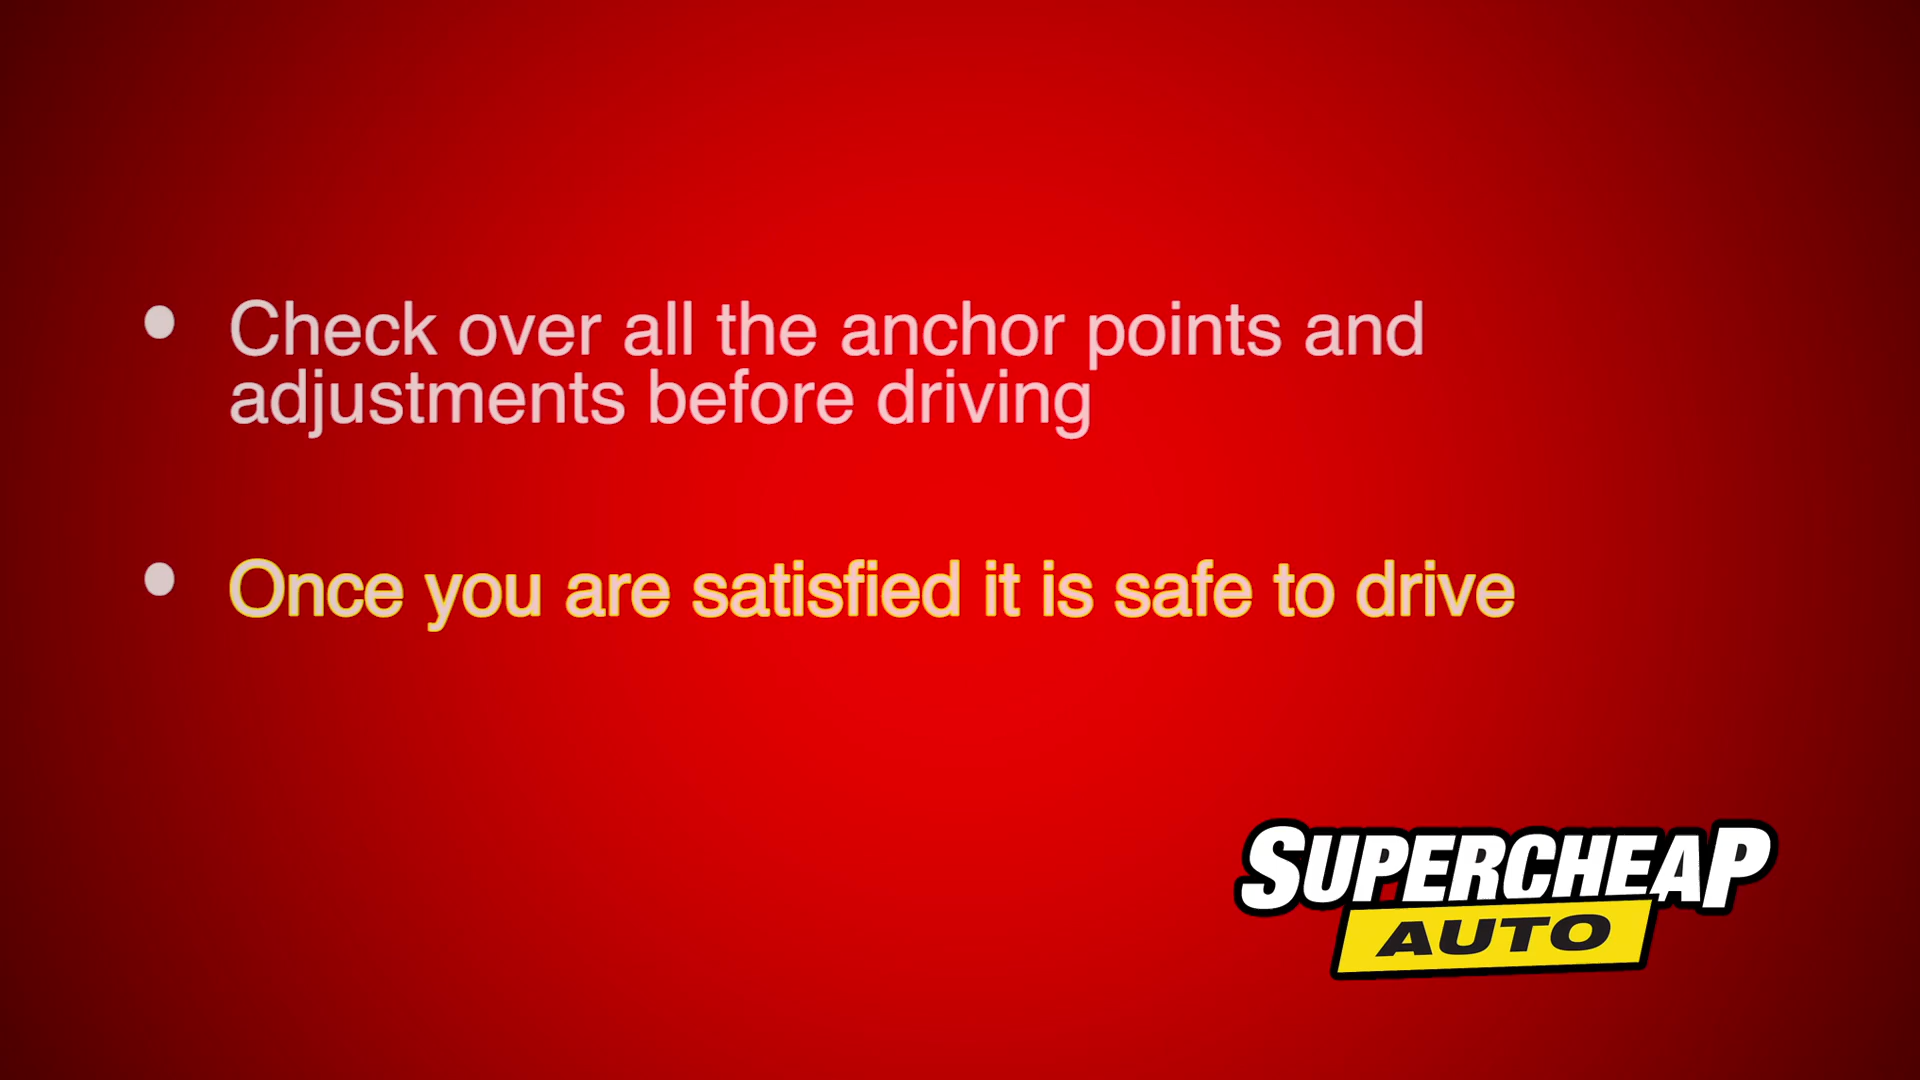 Check over all the anchor points and
adjustments before driving
Once you are satisfied it is safe to drive
SUPERCHEAP
AUTO